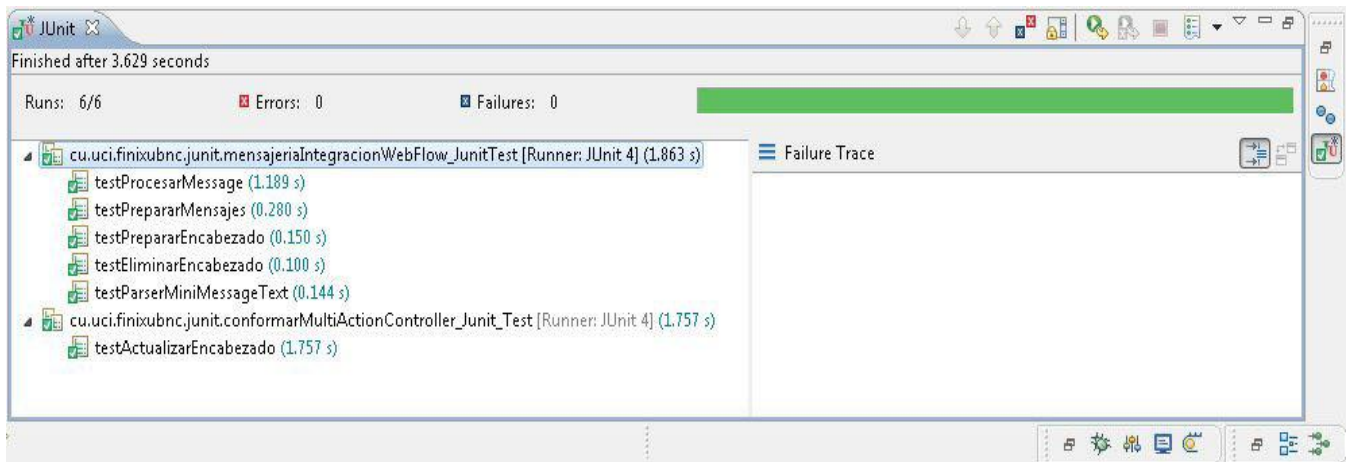 JUnit
Finished after 3.629 seconds
Runs: 6/6 Errors: 0 Failures: 0
cu.uci.finixubnc.junit.mensajeriaIntegracionWebFlow_JunitTest [Runner: JUnit 4] (1.863 s)
testProcesarMessage (1.189 s)
testPrepararMensajes (0.280 s)
testPrepararEncabezado (0.150 s)
testEliminarEncabezado (0.100 s)
testParserMiniMessageText (0.144 s)
cu.uci.finixubnc.junit.conformarMultiActionController_Junit_Test [Runner: JUnit 4] (1.757 s)
testActualizarEncabezado (1.757 s)
Failure Trace